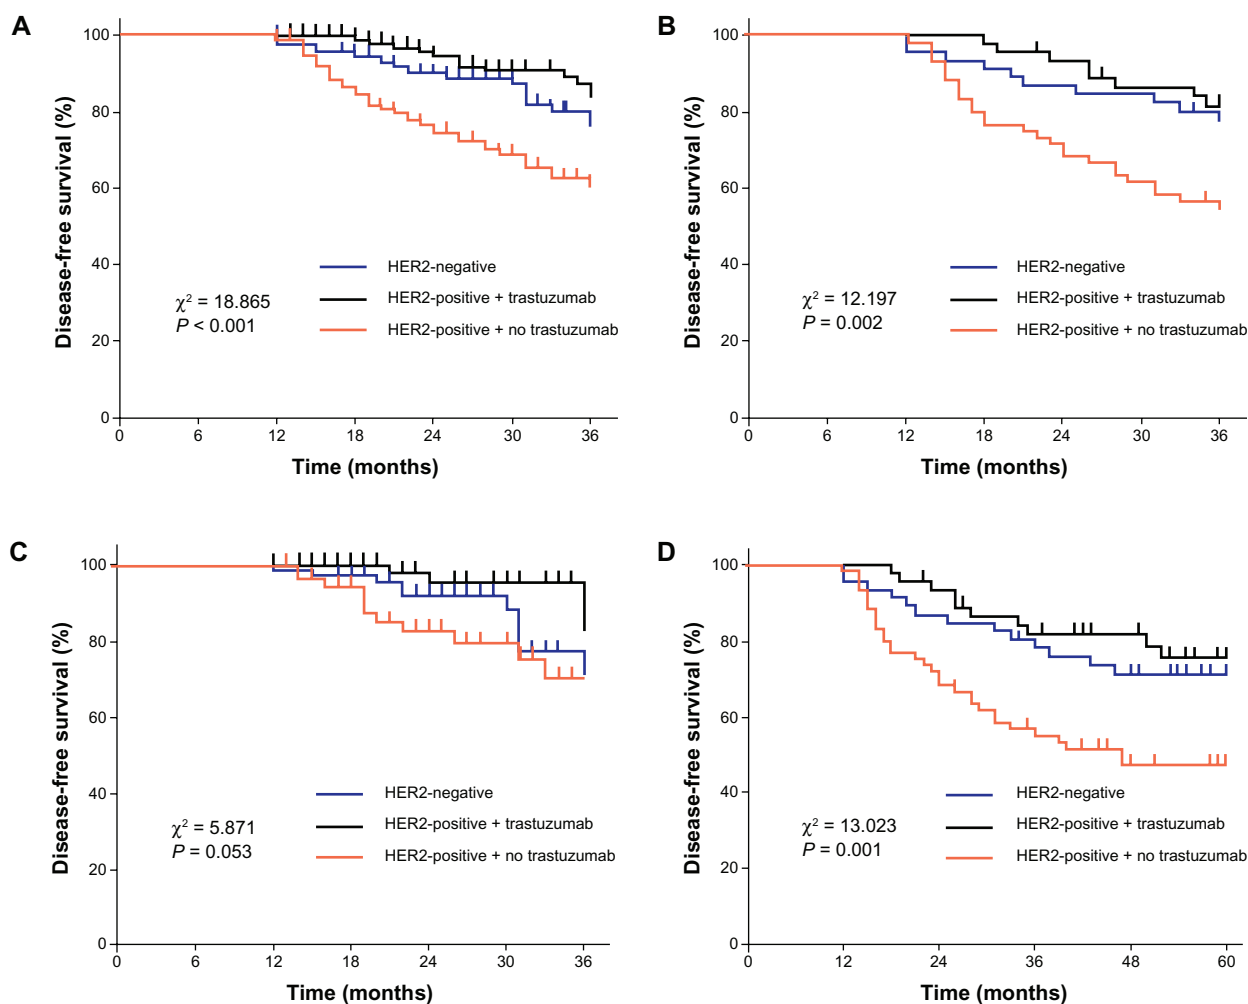 A
Disease-free survival (%)
100
80
60
40
20
0
HER2-negative
HER2-positive + trastuzumab
HER2-positive + no trastuzumab
χ² = 18.865
P < 0.001
0 6 12 18 24 30 36
Time (months)
B
Disease-free survival (%)
100
80
60
40
20
0
HER2-negative
HER2-positive + trastuzumab
HER2-positive + no trastuzumab
χ² = 12.197
P = 0.002
0 6 12 18 24 30 36
Time (months)
C
Disease-free survival (%)
100
80
60
40
20
0
HER2-negative
HER2-positive + trastuzumab
HER2-positive + no trastuzumab
χ² = 5.871
P = 0.053
0 12 18 24 30 36
Time (months)
D
Disease-free survival (%)
100
80
60
40
20
0
HER2-negative
HER2-positive + trastuzumab
HER2-positive + no trastuzumab
χ² = 13.023
P = 0.001
0 12 24 36 48 60
Time (months)